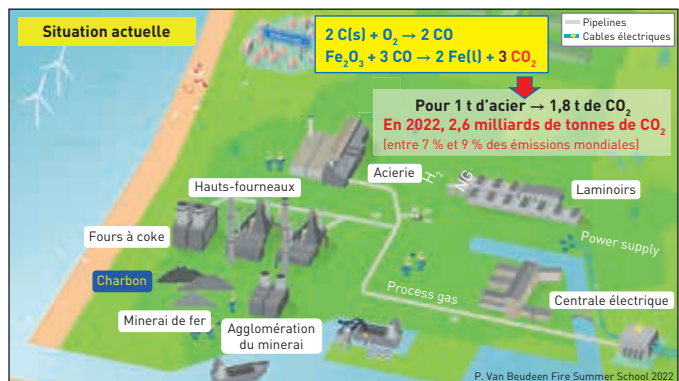 Situation actuelle
2 C(s) + O₂ → 2 CO
Fe₂O₃ + 3 CO → 2 Fe(l) + 3 CO₂
Pipelines
Cables électriques
Pour 1 t d'acier → 1,8 t de CO₂
En 2022, 2,6 milliards de tonnes de CO₂
(entre 7 % et 9 % des émissions mondiales)
Acierie
H₂
NG
Laminoirs
Hauts-fourneaux
Fours à coke
Power supply
Charbon
Process gas
Centrale électrique
Minerai de fer
Agglomération
du minerai
P. Van Beudeen Fire Summer School 2022